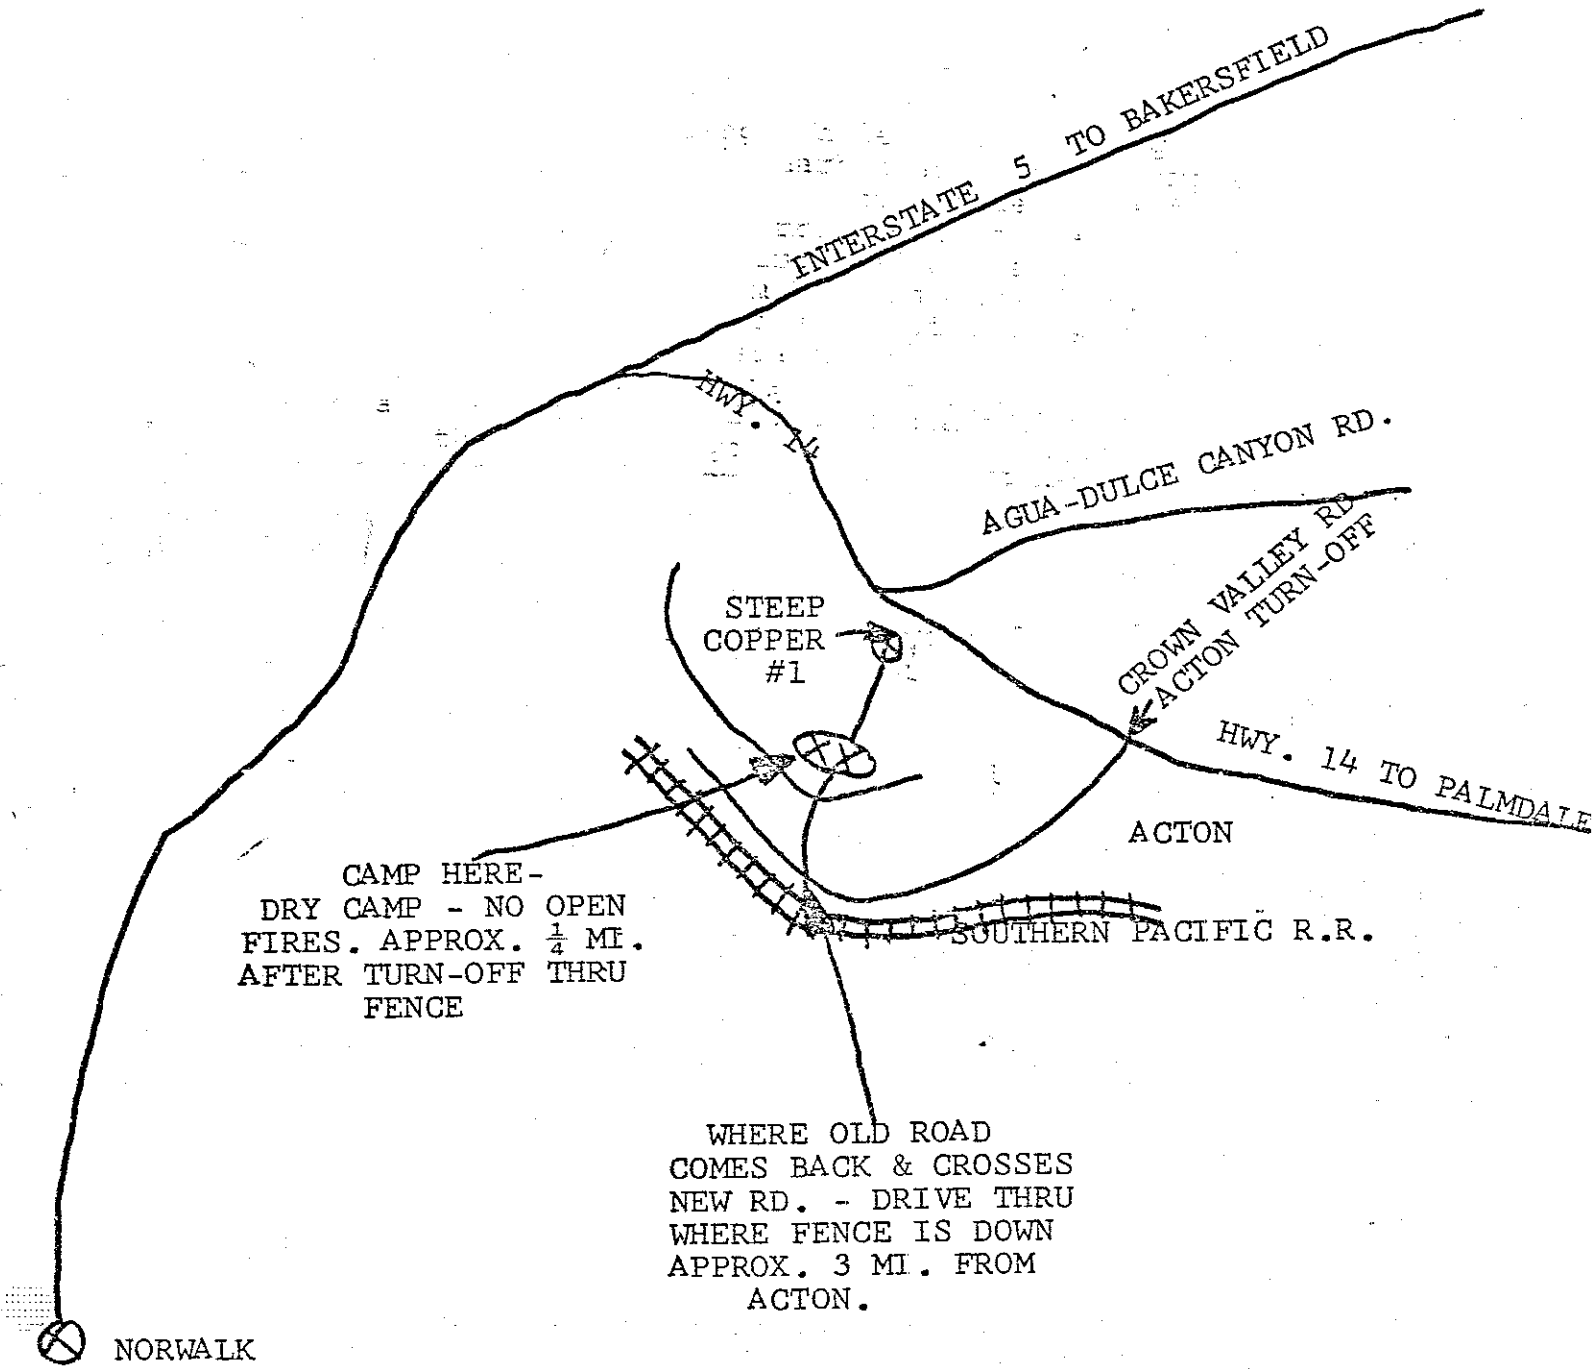 INTERSTATE 5 TO BAKERSFIELD
HWY. 14
AGUA-DULCE CANYON RD.
CROWN VALLEY RD
ACTON TURN-OFF
STEEP
COPPER
#1
HWY. 14 TO PALMDALE
ACTON
CAMP HERE-
DRY CAMP - NO OPEN
FIRES. APPROX. ¼ MI.
AFTER TURN-OFF THRU
FENCE
SOUTHERN PACIFIC R.R.
WHERE OLD ROAD
COMES BACK & CROSSES
NEW RD. - DRIVE THRU
WHERE FENCE IS DOWN
APPROX. 3 MI. FROM
ACTON.
NORWALK